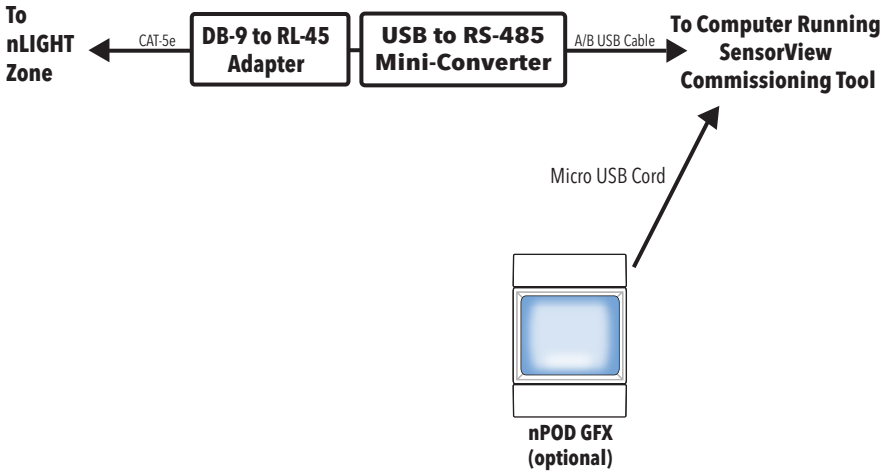 To
nLIGHT
Zone
CAT-5e
DB-9 to RL-45
Adapter
USB to RS-485
Mini-Converter
A/B USB Cable
To Computer Running
SensorView
Commissioning Tool
Micro USB Cord
nPOD GFX
(optional)